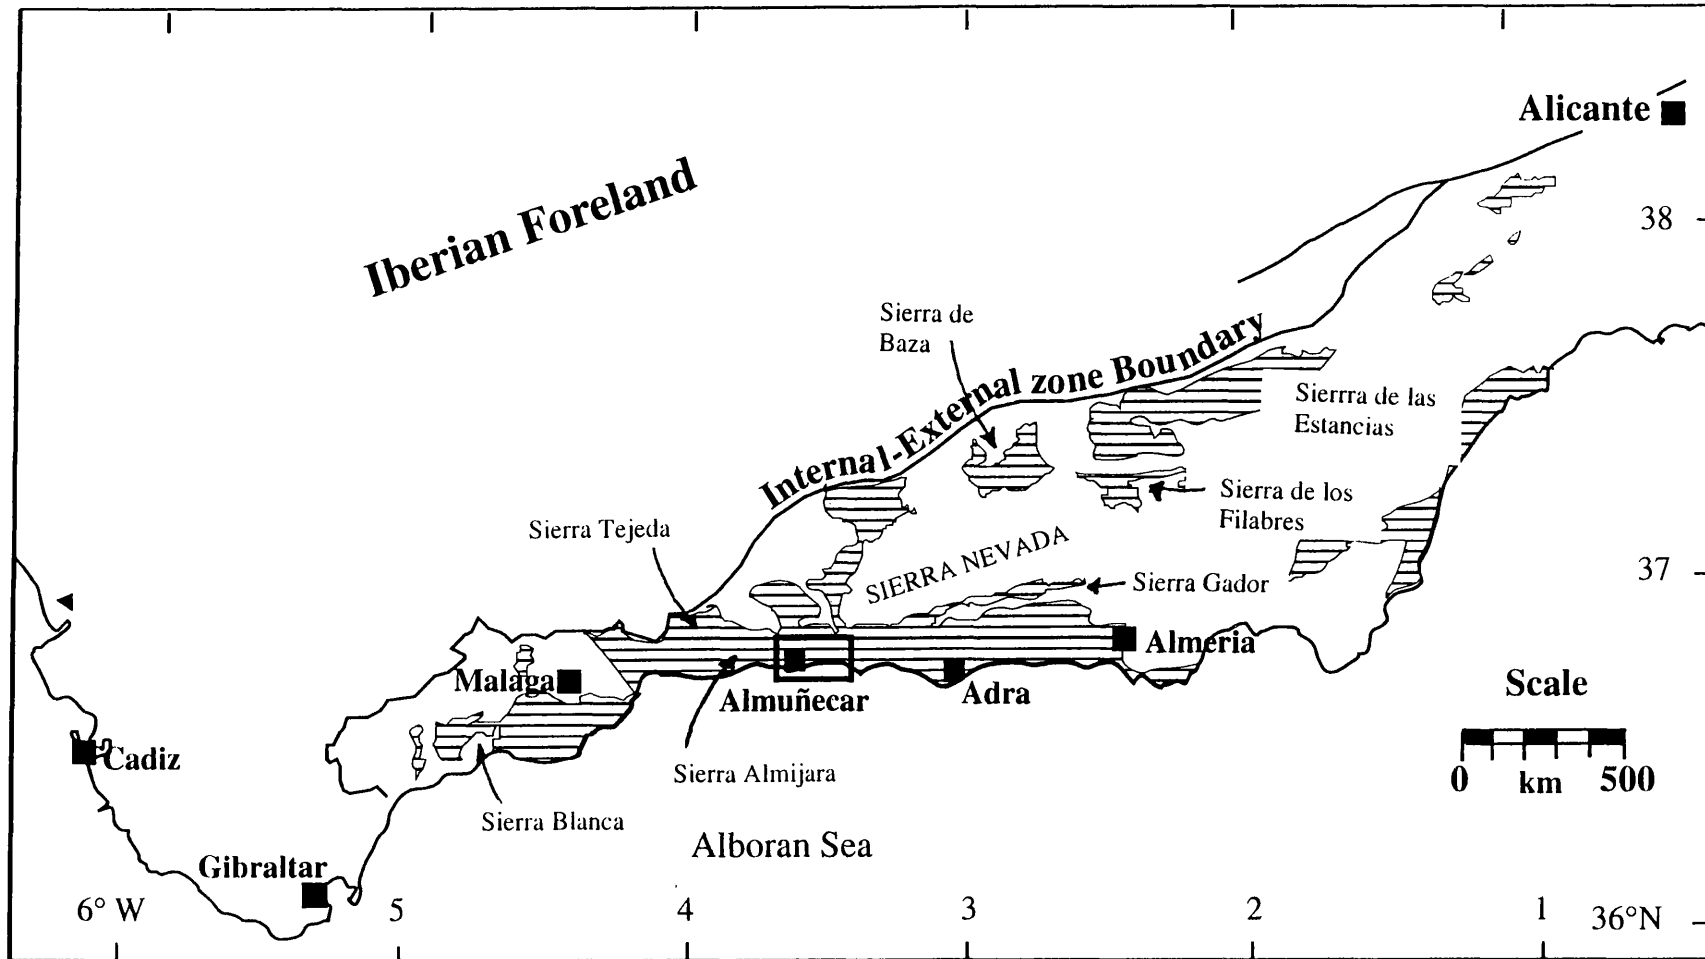 Alicante
Iberian Foreland
38
Sierra de
Baza
Internal-External zone Boundary
Sierrra de las
Estancias
Sierra de los
Filabres
Sierra Tejeda
SIERRA NEVADA
Sierra Gador
37
Almeria
Malaga
Almuñecar
Adra
Scale
Cadiz
0 km 500
Sierra Almijara
Sierra Blanca
Alboran Sea
Gibraltar
6° W 5 4 3 2 1 36°N